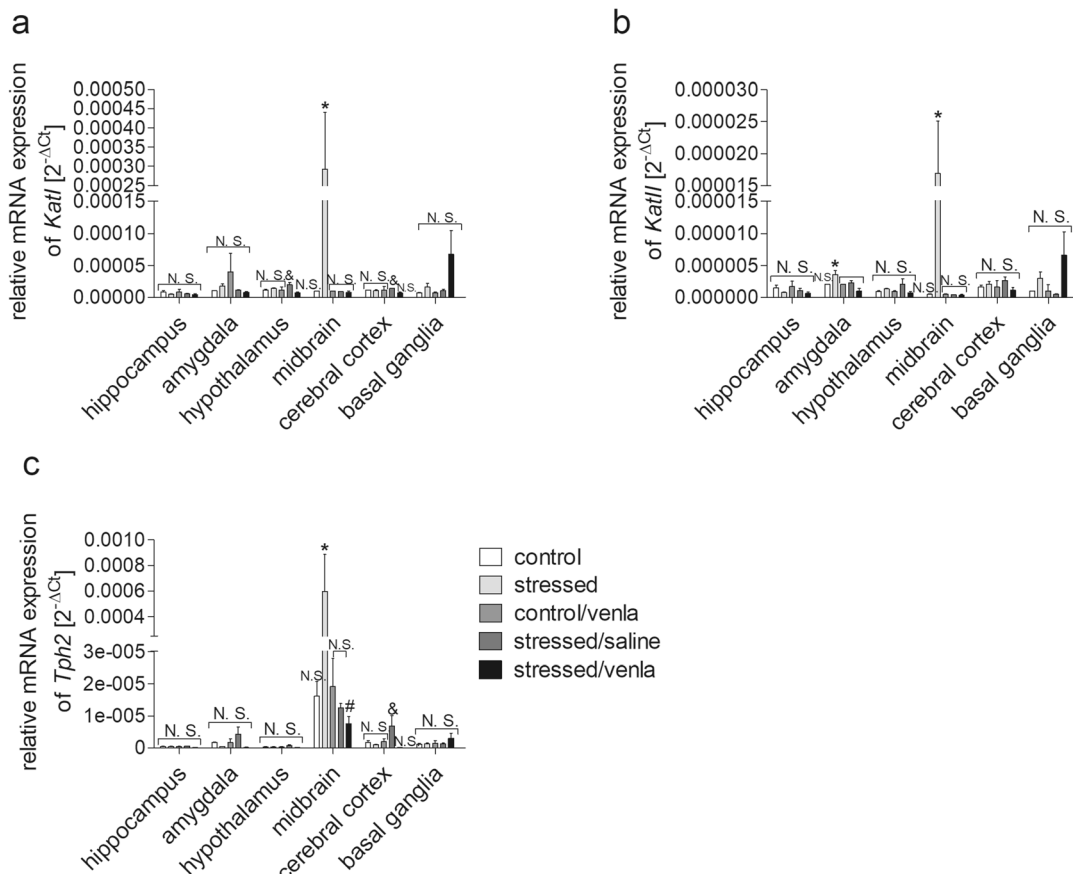 a
relative mRNA expression
of KatI [2^-ΔCt]
0.00050
0.00045
0.00040
0.00035
0.00030
0.00025
0.00015
0.00010
0.00005
0.00000
N. S.
N. S.
N. S.
&
N.S.
*
N. S.
N. S.
&
N.S.
N. S.
hippocampus
amygdala
hypothalamus
midbrain
cerebral cortex
basal ganglia
b
relative mRNA expression
of KatII [2^-ΔCt]
0.000030
0.000025
0.000020
0.000015
0.000010
0.000005
0.000000
N. S.
N.S.
*
N. S.
N.S.
*
N. S.
N. S.
N. S.
hippocampus
amygdala
hypothalamus
midbrain
cerebral cortex
basal ganglia
c
relative mRNA expression
of Tph2 [2^-ΔCt]
0.0010
0.0008
0.0006
0.0004
3e-005
2e-005
1e-005
0
N. S.
N. S.
N. S.
N.S.
*
N.S.
#
N. S.
&
N.S.
N. S.
hippocampus
amygdala
hypothalamus
midbrain
cerebral cortex
basal ganglia
control
stressed
control/venla
stressed/saline
stressed/venla